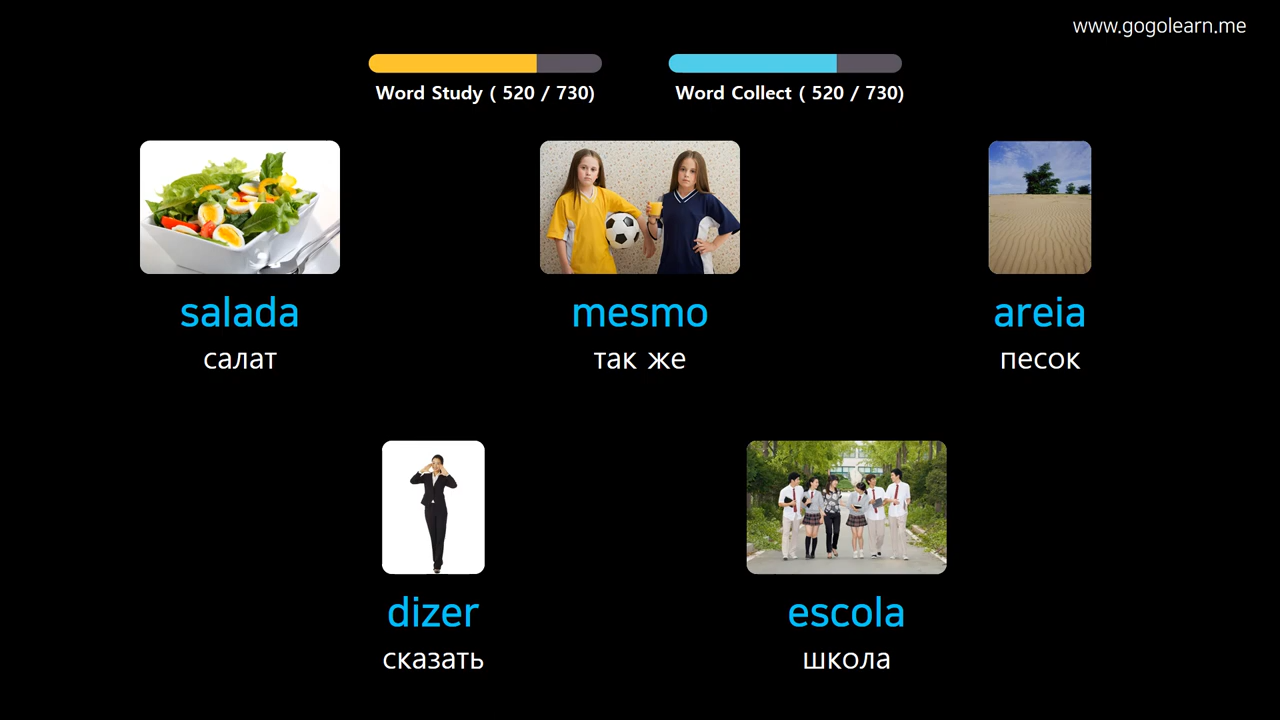 www.gogolearn.me
Word Study ( 520 / 730)
Word Collect ( 520 / 730)
salada
салат
mesmo
так же
areia
песок
dizer
сказать
escola
школа